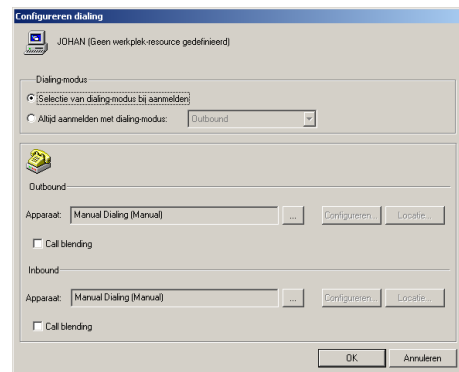 Configureren dialing
JOHAN (Geen werkplek-resource gedefinieerd)
Dialing-modus
Selectie van dialing-modus bij aanmelden
Altijd aanmelden met dialing-modus: Outbound
Outbound
Apparaat: Manual Dialing (Manual) ... Configureren... Locatie...
Call blending
Inbound
Apparaat: Manual Dialing (Manual) ... Configureren... Locatie...
Call blending
OK Annuleren